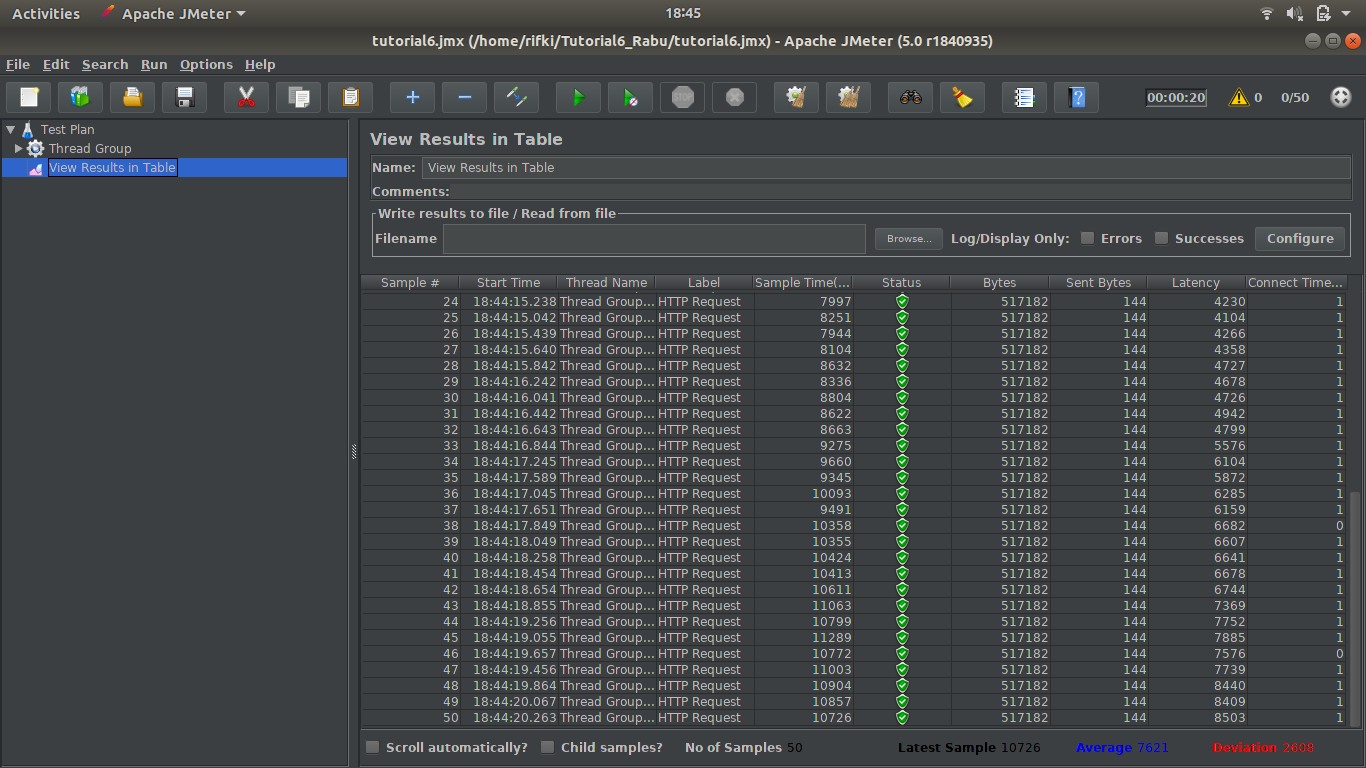 Activities Apache JMeter 18:45
tutorial6.jmx (/home/rifki/Tutorial6_Rabu/tutorial6.jmx) - Apache JMeter (5.0 r1840935)
File Edit Search Run Options Help
STOP 00:00:20 0 0/50
Test Plan
Thread Group
View Results in Table
View Results in Table
Name: View Results in Table
Comments:
Write results to file / Read from file
Filename Browse... Log/Display Only: Errors Successes Configure
Sample # Start Time Thread Name Label Sample Time(... Status Bytes Sent Bytes Latency Connect Time...
24 18:44:15.238 Thread Group... HTTP Request 7997 517182 144 4230 1
25 18:44:15.042 Thread Group... HTTP Request 8251 517182 144 4104 1
26 18:44:15.439 Thread Group... HTTP Request 7944 517182 144 4266 1
27 18:44:15.640 Thread Group... HTTP Request 8104 517182 144 4358 1
28 18:44:15.842 Thread Group... HTTP Request 8632 517182 144 4727 1
29 18:44:16.242 Thread Group... HTTP Request 8336 517182 144 4678 1
30 18:44:16.041 Thread Group... HTTP Request 8804 517182 144 4726 1
31 18:44:16.442 Thread Group... HTTP Request 8622 517182 144 4942 1
32 18:44:16.643 Thread Group... HTTP Request 8663 517182 144 4799 1
33 18:44:16.844 Thread Group... HTTP Request 9275 517182 144 5576 1
34 18:44:17.245 Thread Group... HTTP Request 9660 517182 144 6104 1
35 18:44:17.589 Thread Group... HTTP Request 9345 517182 144 5872 1
36 18:44:17.045 Thread Group... HTTP Request 10093 517182 144 6285 1
37 18:44:17.651 Thread Group... HTTP Request 9491 517182 144 6159 1
38 18:44:17.849 Thread Group... HTTP Request 10358 517182 144 6682 0
39 18:44:18.049 Thread Group... HTTP Request 10355 517182 144 6607 1
40 18:44:18.258 Thread Group... HTTP Request 10424 517182 144 6641 1
41 18:44:18.454 Thread Group... HTTP Request 10413 517182 144 6678 1
42 18:44:18.654 Thread Group... HTTP Request 10611 517182 144 6744 1
43 18:44:18.855 Thread Group... HTTP Request 11063 517182 144 7369 1
44 18:44:19.256 Thread Group... HTTP Request 10799 517182 144 7752 1
45 18:44:19.055 Thread Group... HTTP Request 11289 517182 144 7885 1
46 18:44:19.657 Thread Group... HTTP Request 10772 517182 144 7576 0
47 18:44:19.456 Thread Group... HTTP Request 11003 517182 144 7739 1
48 18:44:19.864 Thread Group... HTTP Request 10904 517182 144 8440 1
49 18:44:20.067 Thread Group... HTTP Request 10857 517182 144 8409 1
50 18:44:20.263 Thread Group... HTTP Request 10726 517182 144 8503 1
Scroll automatically? Child samples? No of Samples 50 Latest Sample 10726 Average 7621 Deviation 2608